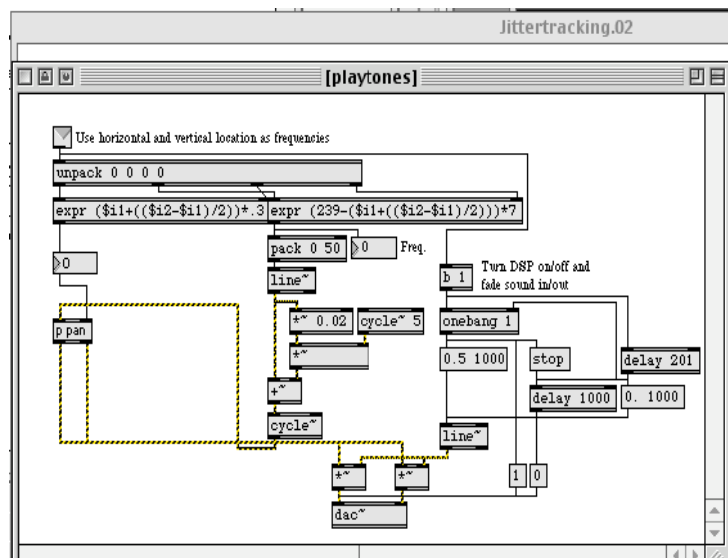 Jittertracking.02
[playtones]
Use horizontal and vertical location as frequencies
unpack 0 0 0 0
expr ($i1+(($i2-$i1)/2))*.3
expr (239-($i1+(($i2-$i1)/2)))*7
0
pack 0 50
0
Freq.
b 1
Turn DSP on/off and
fade sound in/out
line~
p pan
*~ 0.02
cycle~ 5
onebang 1
*~
0.5 1000
stop
delay 201
+~
delay 1000
0. 1000
cycle~
line~
*~
*~
1
0
dac~